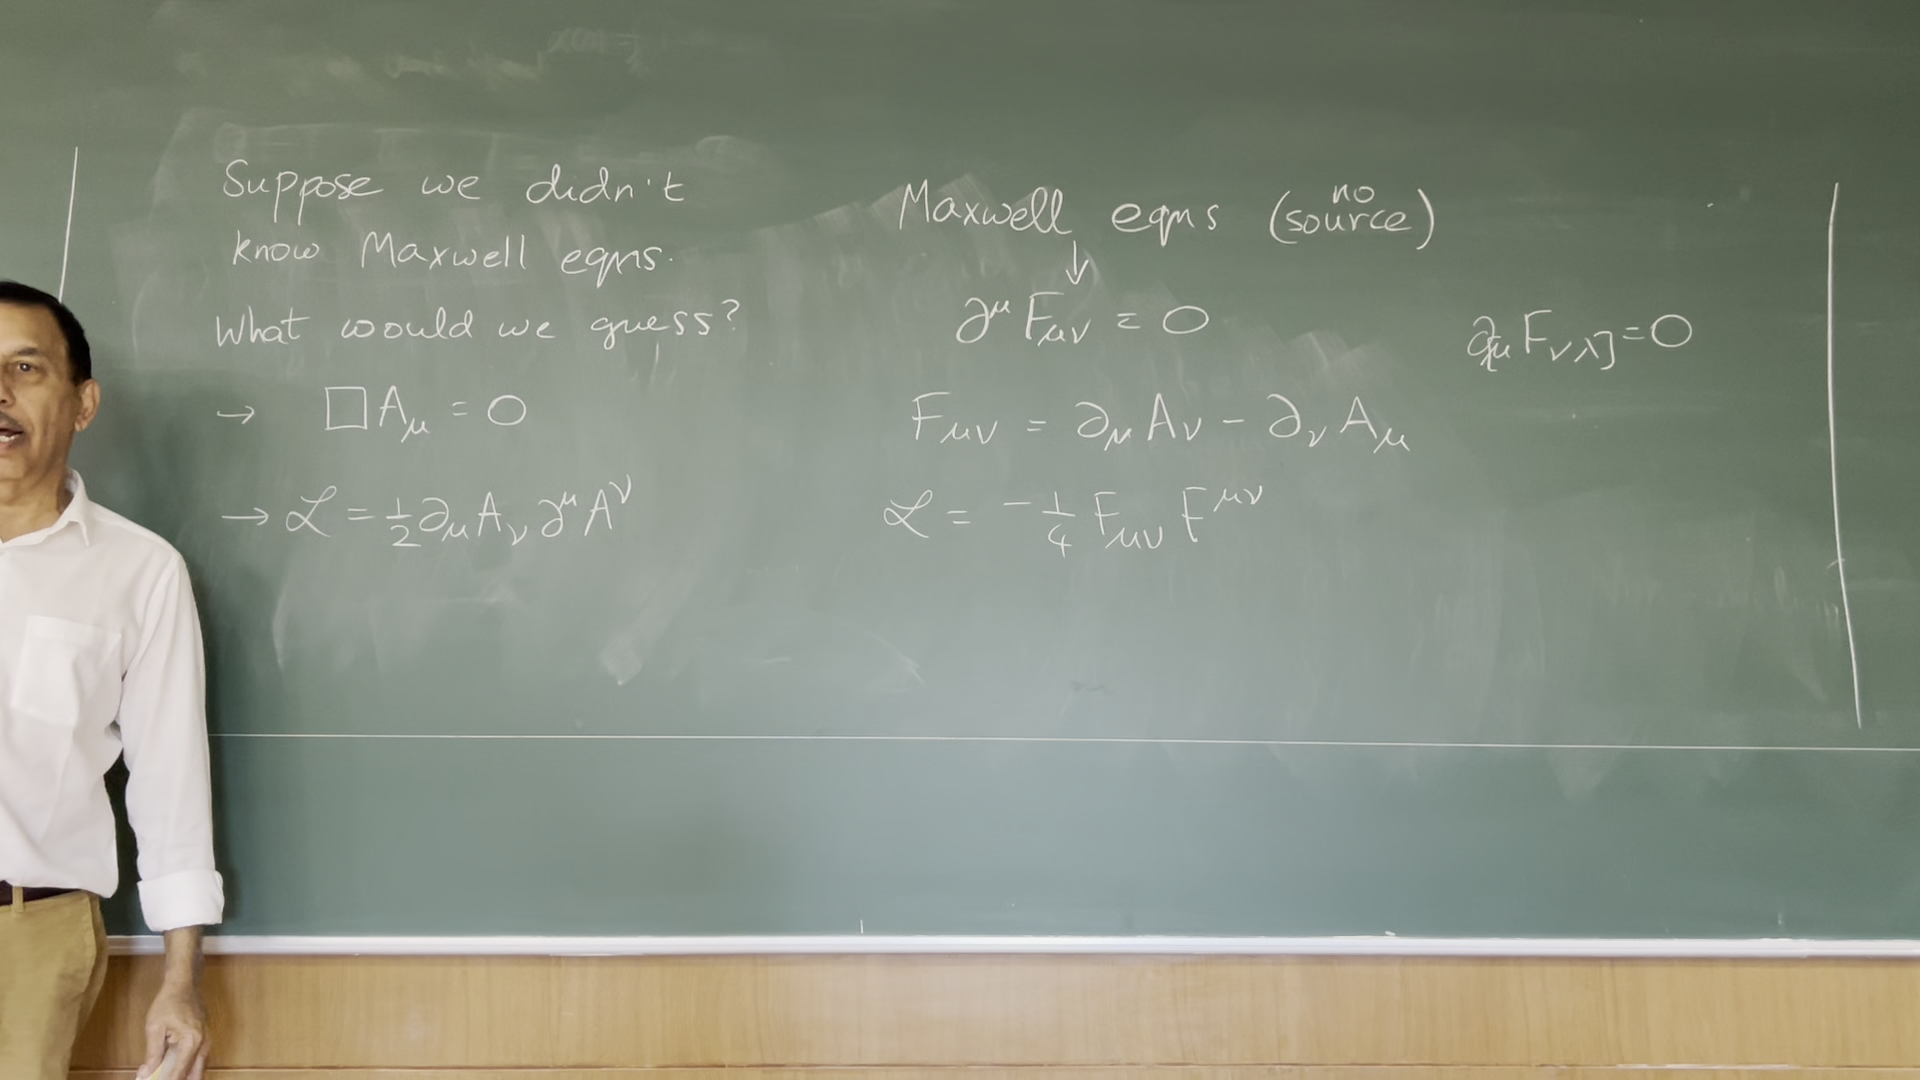 Suppose we didn't
know Maxwell eqns.
What would we guess?
→ □A_μ = 0
→ ℒ = ½ ∂_μ A_ν ∂^μ A^ν
Maxwell eqns (no source)
↓
∂^μ F_μν = 0
∂_[μ F_νλ] = 0
F_μν = ∂_μ A_ν - ∂_ν A_μ
ℒ = -¼ F_μν F^μν